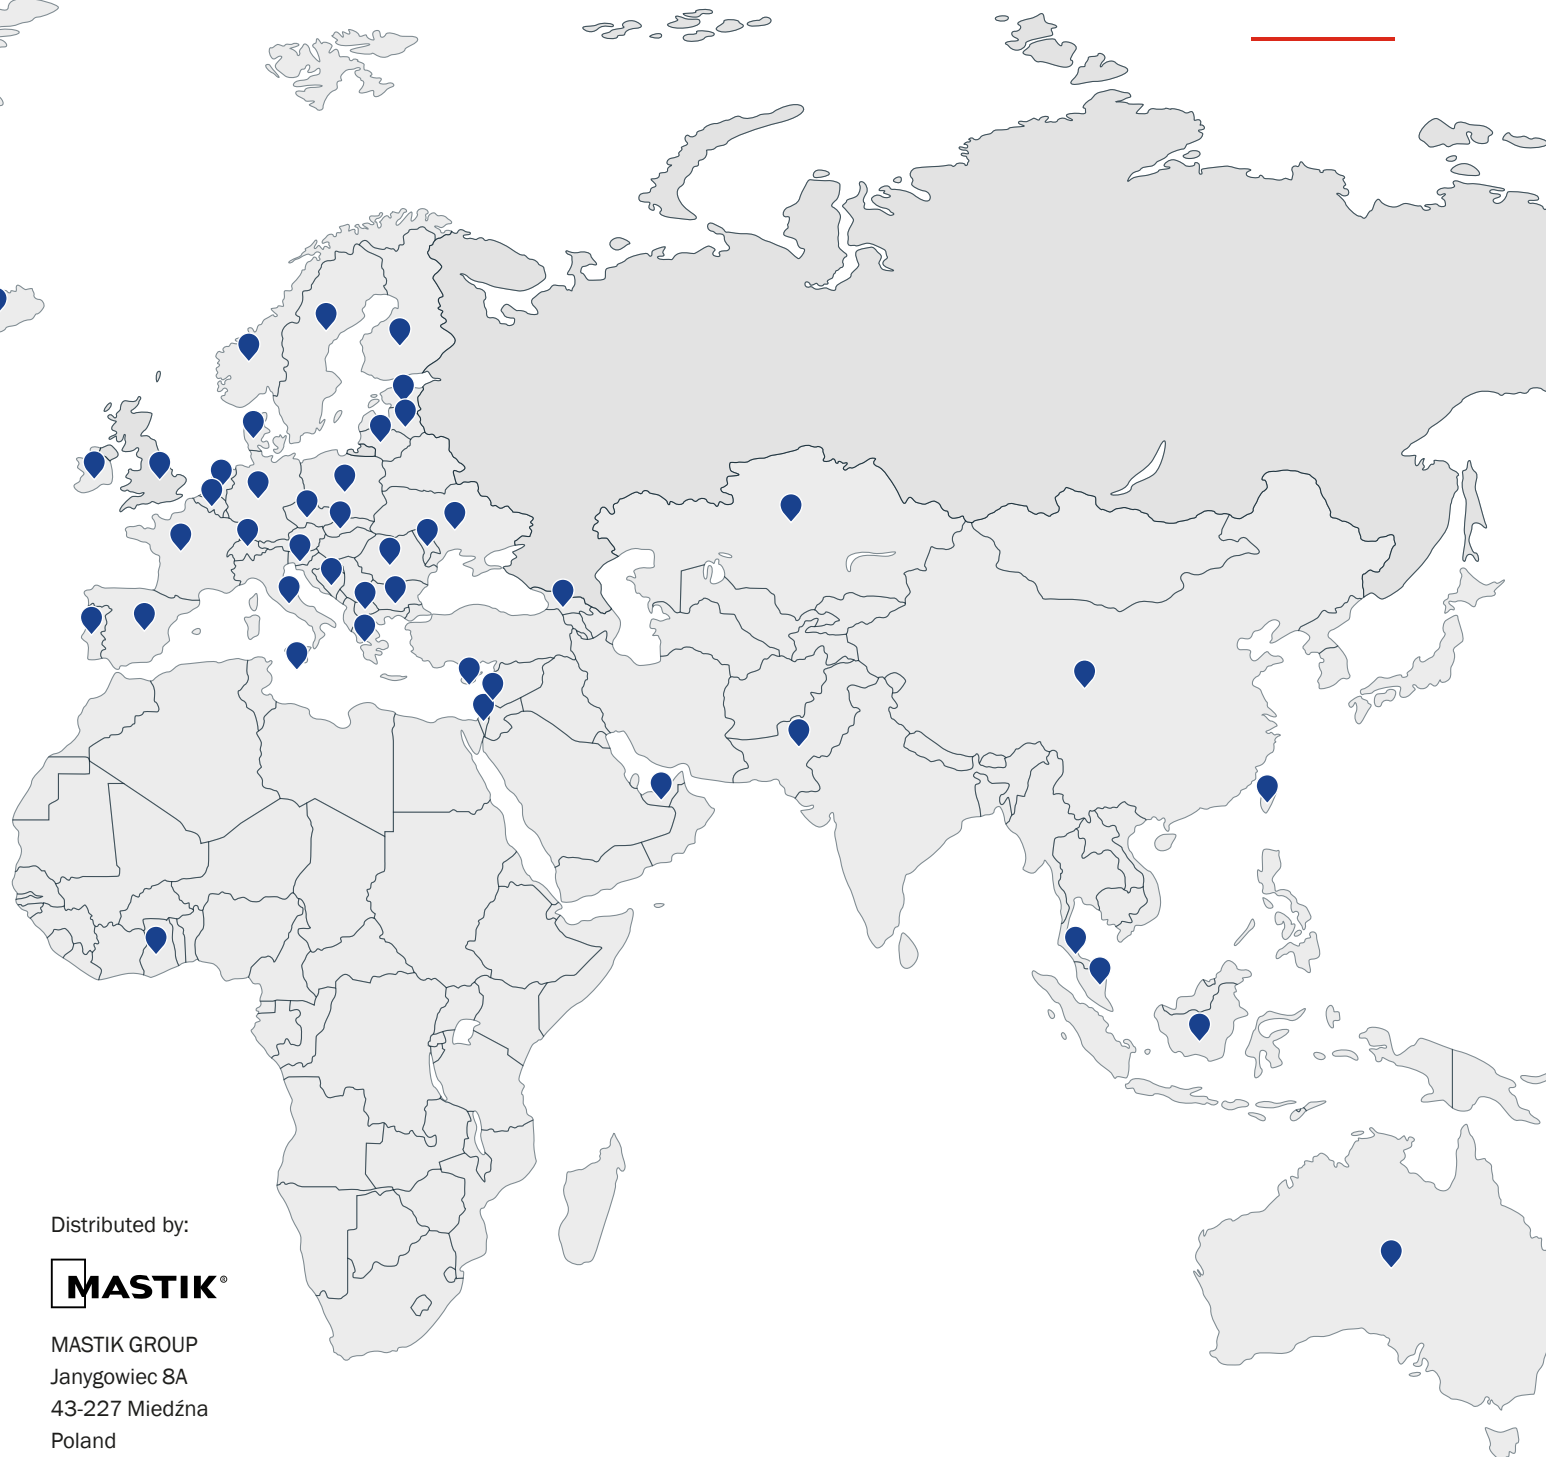 Distributed by:
MASTIK®
MASTIK GROUP
Janygowiec 8A
43-227 Miedźna
Poland